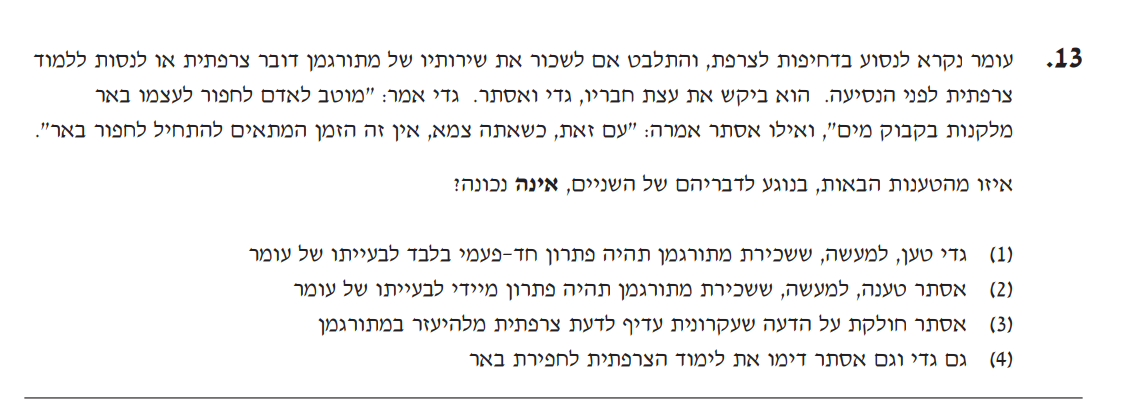 13. עומר נקרא לנסוע בדחיפות לצרפת, והתלבט אם לשכור את שירותיו של מתורגמן דובר צרפתית או לנסות ללמוד
צרפתית לפני הנסיעה. הוא ביקש את עצת חבריו, גדי ואסתר. גדי אמר: "מוטב לאדם לחפור לעצמו באר
מלקנות בקבוק מים", ואילו אסתר אמרה: "עם זאת, כשאתה צמא, אין זה הזמן המתאים להתחיל לחפור באר".
איזו מהטענות הבאות, בנוגע לדבריהם של השניים, אינה נכונה?
(1) גדי טען, למעשה, ששכירת מתורגמן תהיה פתרון חד-פעמי בלבד לבעייתו של עומר
(2) אסתר טענה, למעשה, ששכירת מתורגמן תהיה פתרון מיידי לבעייתו של עומר
(3) אסתר חולקת על הדעה שעקרונית עדיף לדעת צרפתית מלהיעזר במתורגמן
(4) גם גדי וגם אסתר דימו את לימוד הצרפתית לחפירת באר